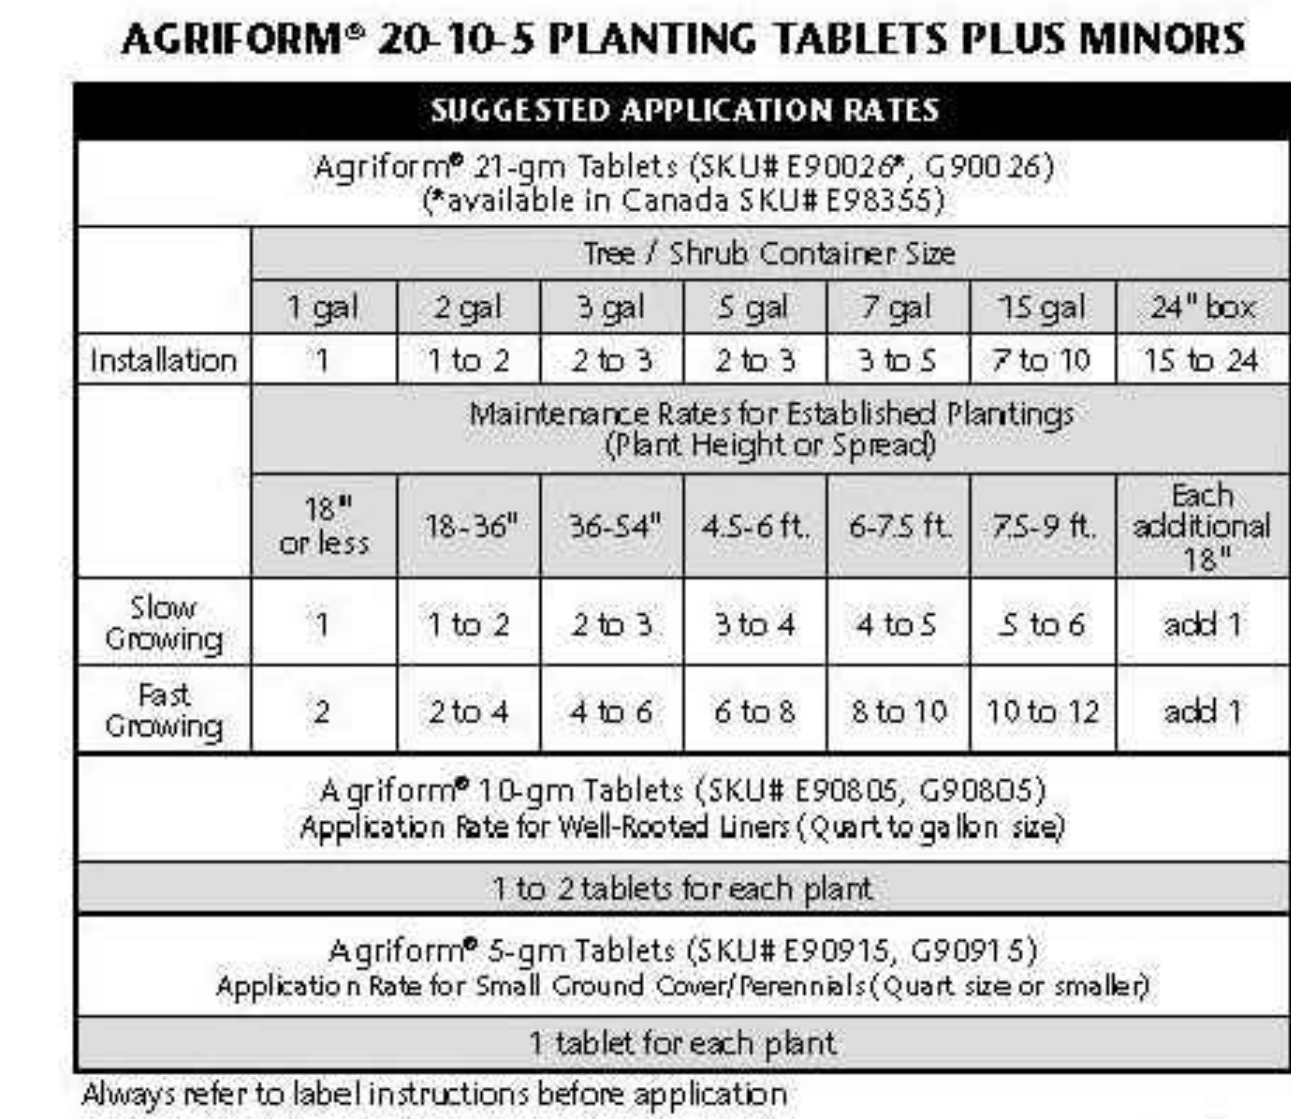 AGRIFORM® 20-10-5 PLANTING TABLETS PLUS MINORS
SUGGESTED APPLICATION RATES
Agriform® 21-gm Tablets (SKU# E90026*, G90026)
(*available in Canada SKU# E98355)
Tree / Shrub Container Size
1 gal 2 gal 3 gal 5 gal 7 gal 15 gal 24" box
Installation 1 1 to 2 2 to 3 2 to 3 3 to 5 7 to 10 15 to 24
Maintenance Rates for Established Plantings
(Plant Height or Spread)
18" or less 18-36" 36-54" 4.5-6 ft. 6-7.5 ft. 7.5-9 ft. Each additional 18"
Slow Growing 1 1 to 2 2 to 3 3 to 4 4 to 5 5 to 6 add 1
Fast Growing 2 2 to 4 4 to 6 6 to 8 8 to 10 10 to 12 add 1
Agriform® 10-gm Tablets (SKU# E90805, G90805)
Application Rate for Well-Rooted Liners (Quart to gallon size)
1 to 2 tablets for each plant
Agriform® 5-gm Tablets (SKU# E90915, G90915)
Application Rate for Small Ground Cover/Perennials (Quart size or smaller)
1 tablet for each plant
Always refer to label instructions before application